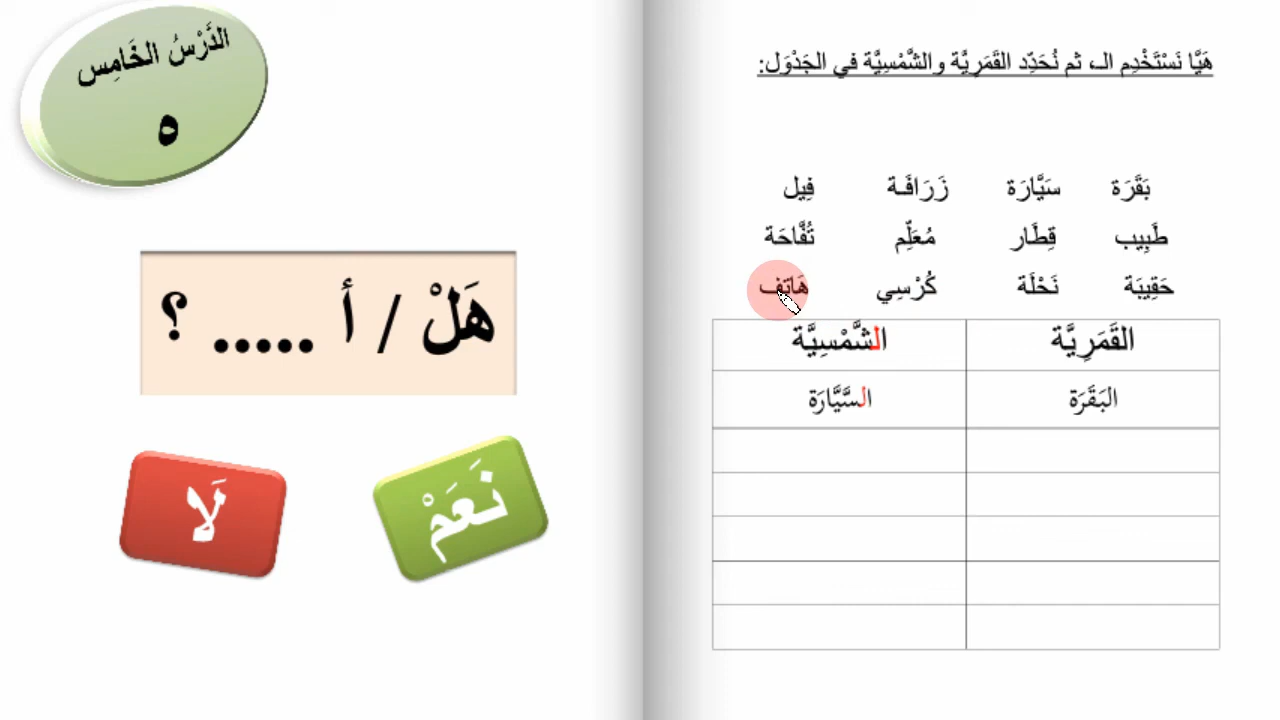 هَيَّا نَسْتَخْدِم الـ، ثم نُحَدِّد القَمَرِيَّة والشَّمْسِيَّة في الجَدْوَل:
بَقَرَة سَيَّارَة زَرَافَـة فِيل
طَبِيب قِطَار مُعَلِّم تُفَّاحَة
حَقِيبَة نَحْلَة كُرْسِي هَاتِف
القَمَرِيَّة الشَّمْسِيَّة
البَقَرَة السَّيَّارَة
الدَّرْسُ الخَامِس
٥
هَلْ / أ ..... ؟
نَعَمْ لَا